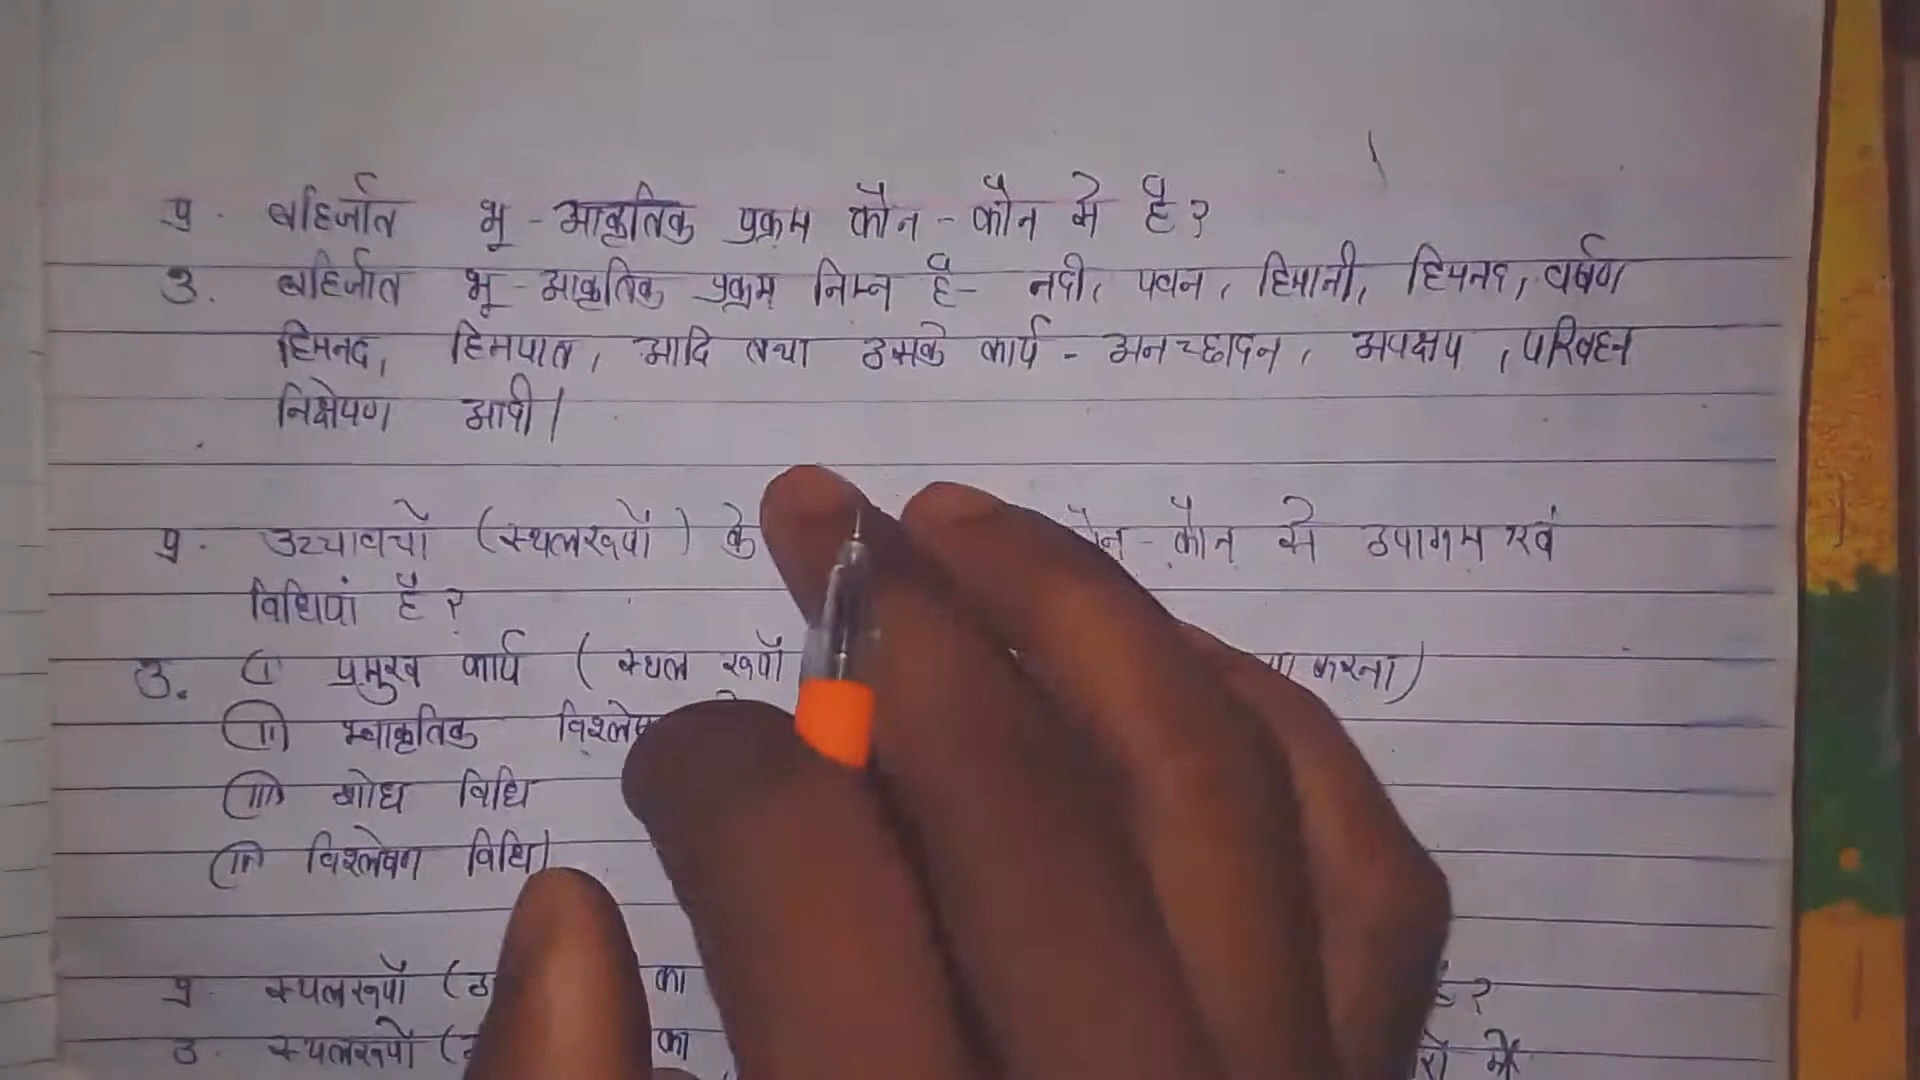 प्र. बहिर्जात भू-आकृतिक प्रक्रम कौन-कौन से है?
उ. बहिर्जात भू-आकृतिक प्रक्रम निम्न है- नदी, पवन, हिमानी, हिमनद, वर्षण
हिमनद, हिमपात, आदि तथा उसके कार्य - अनच्छादन, अपक्षय, परिवहन
निक्षेपण आदी।
प्र. उच्चावचों (स्थलरूपों) के कौन-कौन से उपागम एवं
विधियां है?
उ. (i) प्रमुख कार्य (स्थल रूपों करना)
(ii) भ्वाकृतिक
(iii) शोध विधि
(iv) विश्लेषण विधि।
प्र. स्थलरूपों ( का है?
उ. स्थलरूपों ( का में